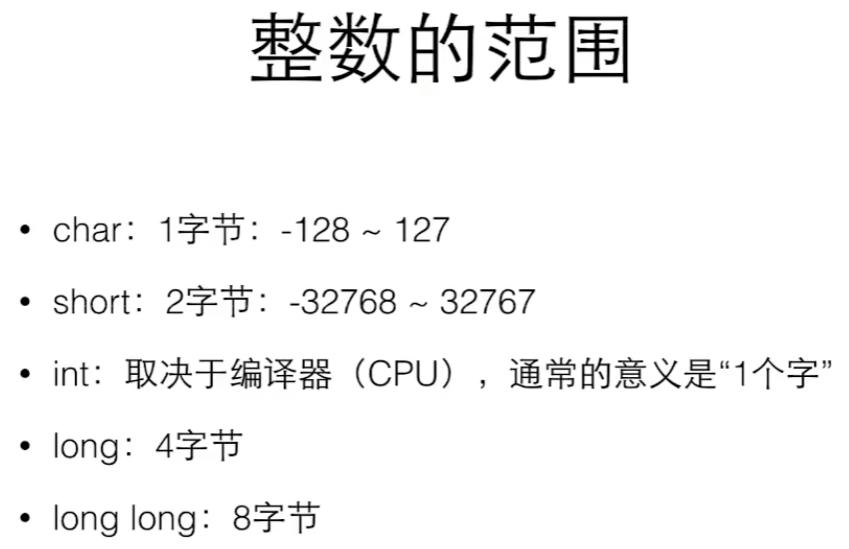 整数的范围
• char：1字节：-128 ~ 127
• short：2字节：-32768 ~ 32767
• int：取决于编译器（CPU），通常的意义是“1个字”
• long：4字节
• long long：8字节